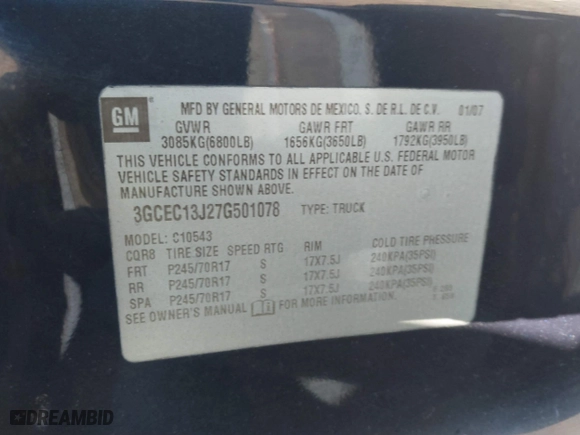 GM
MFD BY GENERAL MOTORS DE MEXICO, S. DE R.L. DE C.V. 01/07
GVWR GAWR FRT GAWR RR
3085KG(6800LB) 1656KG(3650LB) 1792KG(3950LB)
THIS VEHICLE CONFORMS TO ALL APPLICABLE U.S. FEDERAL MOTOR
VEHICLE SAFETY STANDARDS IN EFFECT ON THE DATE OF
MANUFACTURE SHOWN ABOVE.
3GCEC13J27G501078 TYPE: TRUCK
MODEL: C10543
CQR8 TIRE SIZE SPEED RTG RIM COLD TIRE PRESSURE
FRT P245/70R17 S 17X7.5J 240KPA(35PSI)
RR P245/70R17 S 17X7.5J 240KPA(35PSI)
SPA P245/70R17 S 17X7.5J 240KPA(35PSI)
SEE OWNER'S MANUAL FOR MORE INFORMATION
DREAMBID